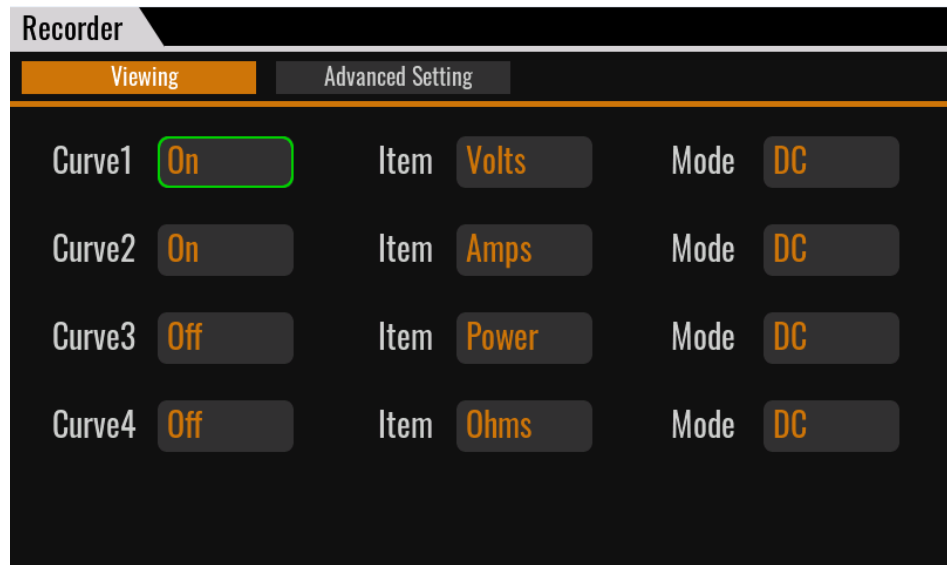 Recorder
Viewing Advanced Setting
Curve1 On Item Volts Mode DC
Curve2 On Item Amps Mode DC
Curve3 Off Item Power Mode DC
Curve4 Off Item Ohms Mode DC